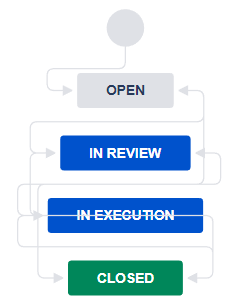 OPEN
IN REVIEW
IN EXECUTION
CLOSED